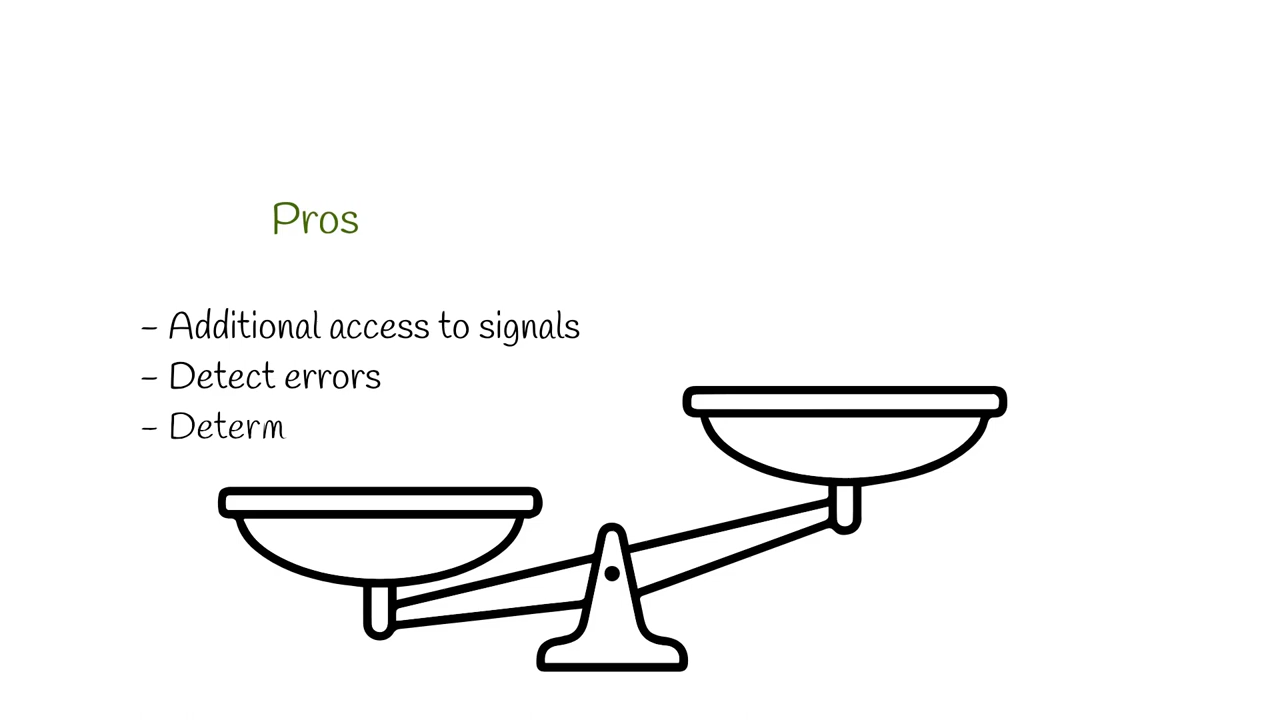 Pros
- Additional access to signals
- Detect errors
- Determ